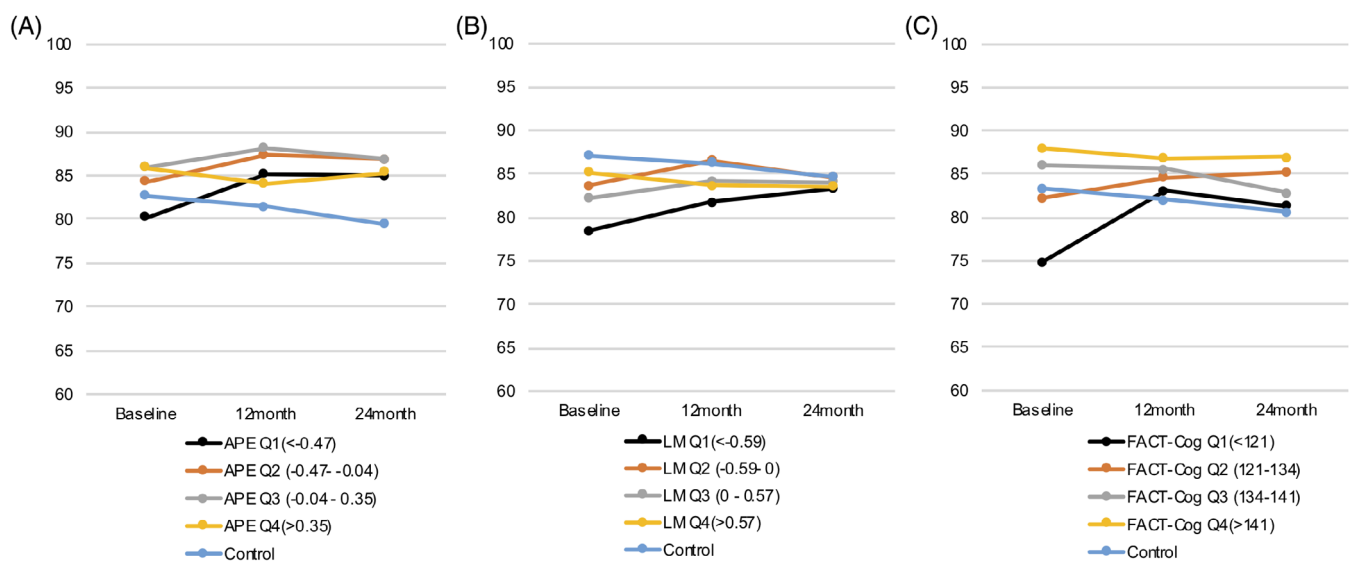 (A)
100
95
90
85
80
75
70
65
60
Baseline 12month 24month
APE Q1(<-0.47)
APE Q2 (-0.47- -0.04)
APE Q3 (-0.04 - 0.35)
APE Q4(>0.35)
Control
(B)
100
95
90
85
80
75
70
65
60
Baseline 12month 24month
LM Q1(<-0.59)
LM Q2 (-0.59- 0)
LM Q3 (0 - 0.57)
LM Q4(>0.57)
Control
(C)
100
95
90
85
80
75
70
65
60
Baseline 12month 24month
FACT-Cog Q1(<121)
FACT-Cog Q2 (121-134)
FACT-Cog Q3 (134-141)
FACT-Cog Q4(>141)
Control